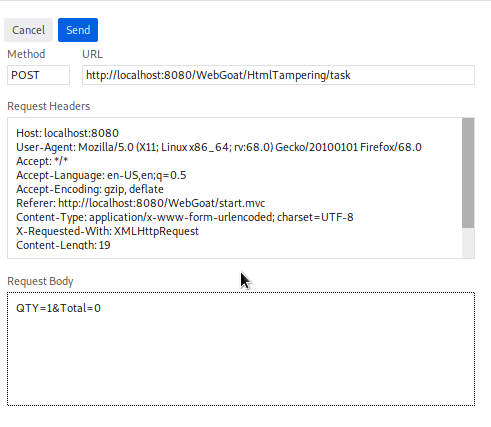 Cancel Send
Method URL
POST http://localhost:8080/WebGoat/HtmlTampering/task
Request Headers
Host: localhost:8080
User-Agent: Mozilla/5.0 (X11; Linux x86_64; rv:68.0) Gecko/20100101 Firefox/68.0
Accept: */*
Accept-Language: en-US,en;q=0.5
Accept-Encoding: gzip, deflate
Referer: http://localhost:8080/WebGoat/start.mvc
Content-Type: application/x-www-form-urlencoded; charset=UTF-8
X-Requested-With: XMLHttpRequest
Content-Length: 19
Request Body
QTY=1&Total=0